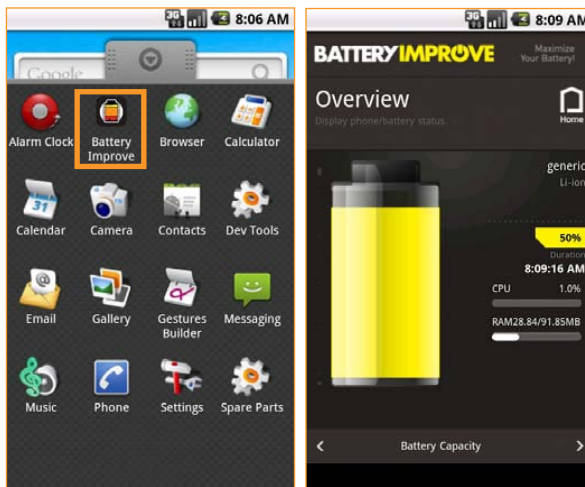 3G 8:06 AM
Google
Alarm Clock
Battery
Improve
Browser
Calculator
31
Calendar
Camera
Contacts
Dev Tools
Email
Gallery
Gestures
Builder
Messaging
Music
Phone
Settings
Spare Parts
3G 8:09 AM
BATTERY IMPROVE
Maximize
Your Battery!
Overview
Display phone/battery status.
Home
generic
Li-ion
50%
Duration
8:09:16 AM
CPU 1.0%
RAM28.84/91.85MB
Battery Capacity